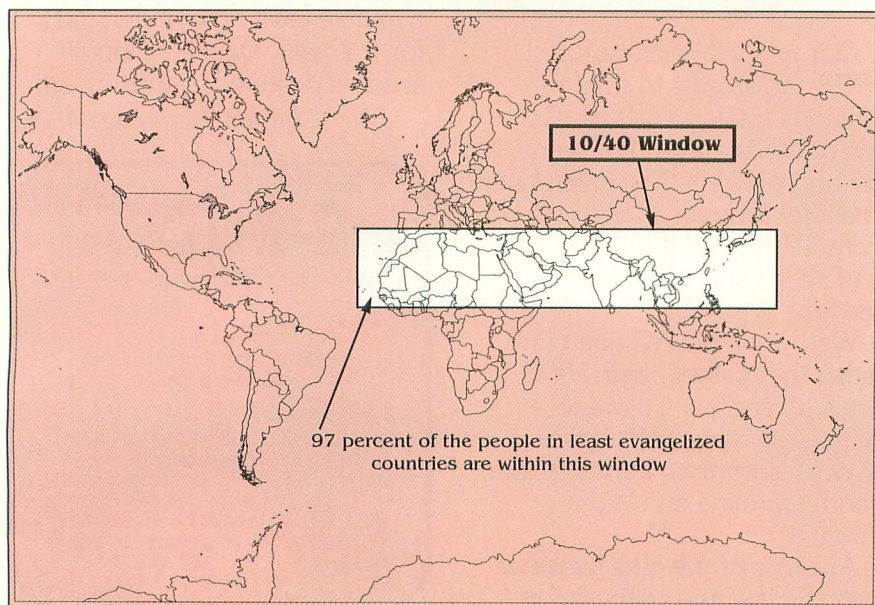 10/40 Window
97 percent of the people in least evangelized
countries are within this window